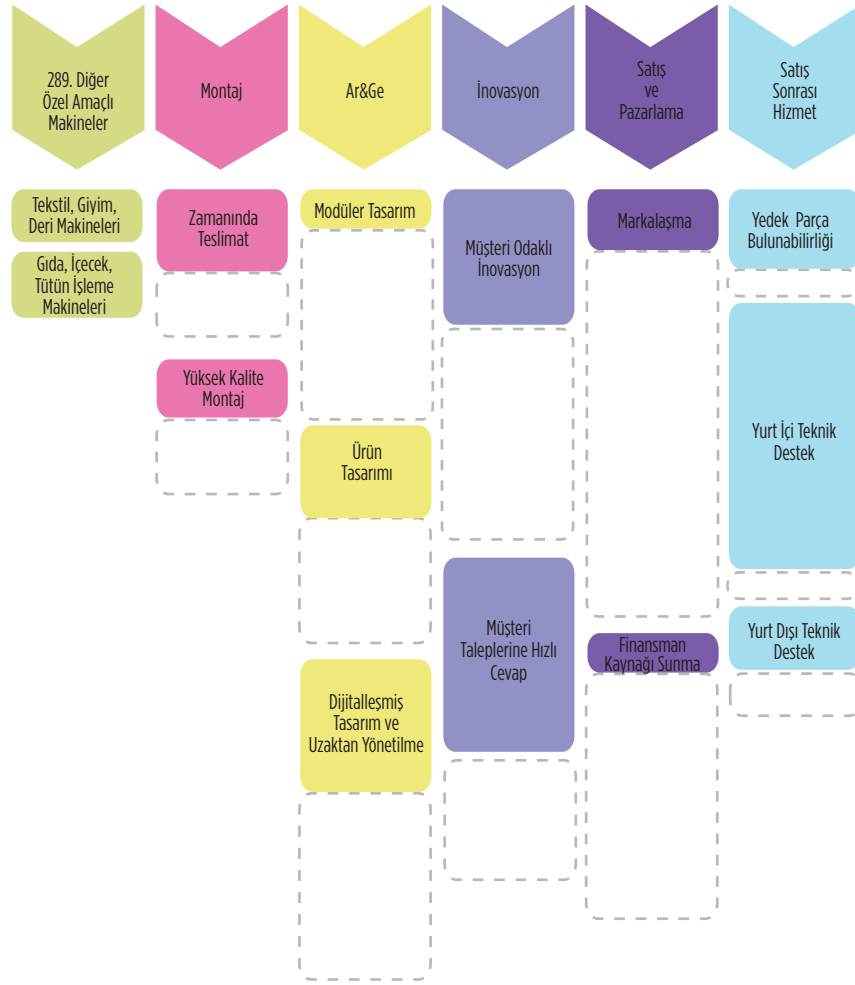 289. Diğer
Özel Amaçlı
Makineler
Montaj
Ar&Ge
İnovasyon
Satış
ve
Pazarlama
Satış
Sonrası
Hizmet
Tekstil, Giyim,
Deri Makineleri
Gıda, İçecek,
Tütün İşleme
Makineleri
Zamanında
Teslimat
Yüksek Kalite
Montaj
Modüler Tasarım
Ürün
Tasarımı
Dijitalleşmiş
Tasarım ve
Uzaktan Yönetilme
Müşteri Odaklı
İnovasyon
Müşteri
Taleplerine Hızlı
Cevap
Markalaşma
Finansman
Kaynağı Sunma
Yedek Parça
Bulunabilirliği
Yurt İçi Teknik
Destek
Yurt Dışı Teknik
Destek